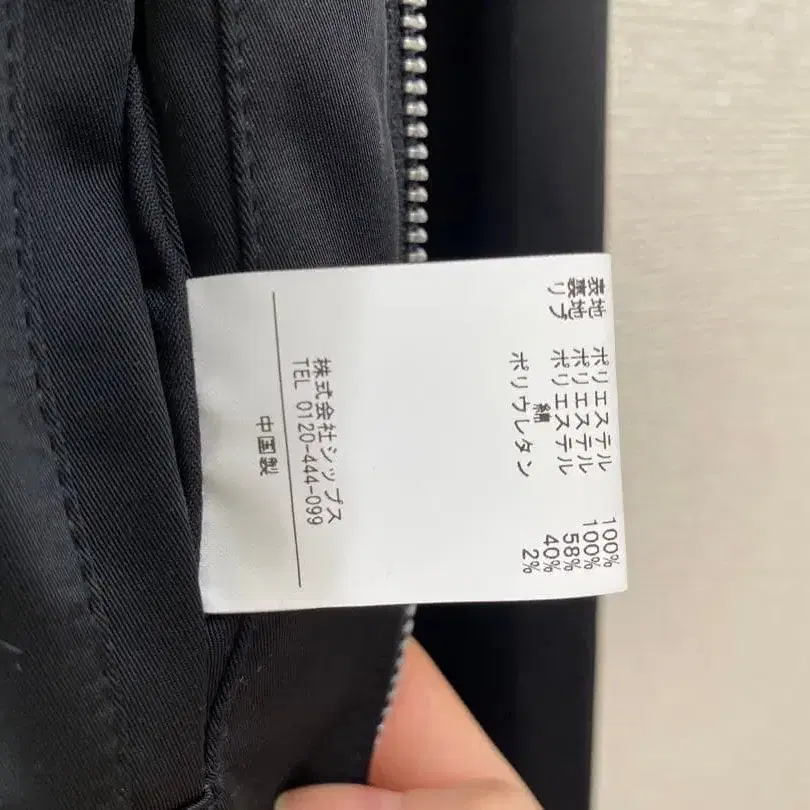 表地 ポリエステル 100%
裏地 ポリエステル 100%
リブ ポリエステル 58%
綿 40%
ポリウレタン 2%
株式会社シップス
TEL 0120-444-099
中国製